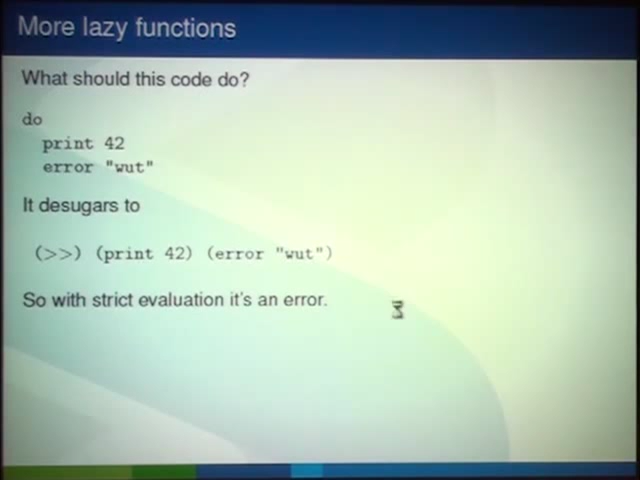 More lazy functions
What should this code do?
do
print 42
error "wut"
It desugars to
(>>) (print 42) (error "wut")
So with strict evaluation it's an error.